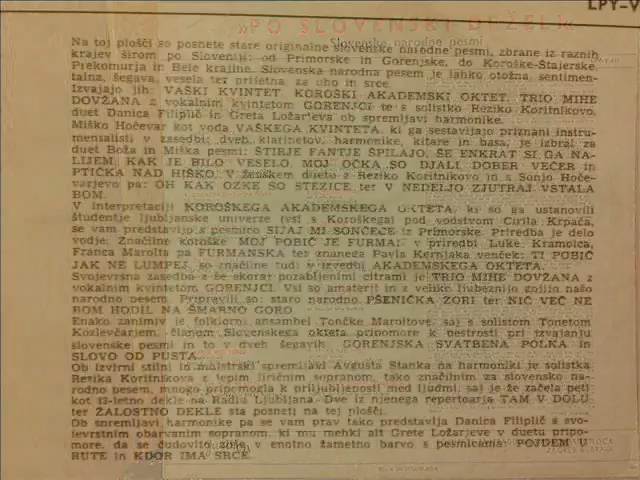 LPY-V
„PO SLOVENSKI DEŽELI“
Slovenske narodne pesmi
Na tej plošči so posnete stare originalne slovenske narodne pesmi, zbrane iz raznih
krajev širom po Sloveniji: od Primorske in Gorenjske, do Koroške-Štajerske,
Prekomurja in Bele krajine. Slovenska narodna pesem je lahko otožna, sentimen-
talna, šegava, vesela ter prijetna za uho in srce.
Izvajajo jih: VAŠKI KVINTET, KOROŠKI AKADEMSKI OKTET, TRIO MIHE
DOVŽANA z vokalnim kvintetom GORENJCI te s solistko Reziko Koritnikovo,
duet Danica Filiplič in Greta Ložar'eva ob spremljavi harmonike.
Miško Hočevar kot vodja VAŠKEGA KVINTETA, ki ga sestavljajo priznani instru-
mentalisti v zasedbi: dveh klarinetov, harmonike, kitare in basa, je izbral za
duet Boža in Miška pesmi: ŠTIRJE FANTJE ŠPILAJO, ŠE ENKRAT SI GA NA-
LIJEM, KAK JE BILO VESELO, MOJ OČKA SO DJALI, DOBER VEČER in
PTIČKA NAD HIŠKO. V ženskem duetu z Reziko Koritnikovo in s Sonjo Hoče-
varjevo pa: OH KAK OZKE SO STEZICE ter V NEDELJO ZJUTRAJ VSTALA
BOM.
V interpretaciji KOROŠKEGA AKADEMSKEGA OKTETA, ki so ga ustanovili
študentje ljubljanske univerze (vsi s Koroškega) pod vodstvom Cirila Krpača,
se vam predstavljo s pesmico SIJAJ MI SONČECE iz Primorske. Priredba je delo
vodje. Značilne koroške MOJ POBIČ JE FURMAN v priredbi Luke Kramolca,
Franca Marolta pa FURMANSKA ter znanega Pavla Kernjaka venček: TI POBIČ
JAK NE LUMPEJ, so značilne tudi v izvedbi AKADEMSKEGA OKTETA.
Svojevrstna zasedba z že skoraj pozabljenimi citrami je TRIO MIHE DOVŽANA z
vokalnim kvintetom GORENJCI. Vsi so amaterji in z veliko ljubeznijo gojijo našo
narodno pesem. Pripravili so: staro narodno PŠENIČKA ZORI ter NIČ VEČ NE
BOM HODIL NA ŠMARNO GORO.
Enako zanimiv je folklorni ansambel Tončke Maroltove, saj s solistom Tonetom
Kozlevčarjem, članom Slovenskega okteta pripomore k pestrosti pri izvajanju
slovenske pesmi in to v dveh šegavih GORENJSKA SVATBENA POLKA in
SLOVO OD PUSTA.
Ob izvirni stilni in mojstrski spremljavi Avgusta Stanka na harmoniki je solistka
Rezika Koritnikova z lepim liričnim sopranom, tako značilnim za slovensko na-
rodno pesem, mnogo pripomogla k priljubljenosti med ljudmi, saj je že začela peti
kot 13-letno dekle na Radiu Ljubljana. Dve iz njenega repertoarja TAM V DOLU
ter ŽALOSTNO DEKLE sta posneti na tej plošči.
Ob spremljavi harmonike pa se vam prav tako predstavlja Danica Filiplič s svo-
jevrstnim obarvanim sopranom, ki mu mehki alt Grete Ložarjeve v duetu pripo-
more, da se čudovito zlije v enotno žametno barvo s pesmicama: POJDEM U
RUTE in KDOR IMA SRCE.